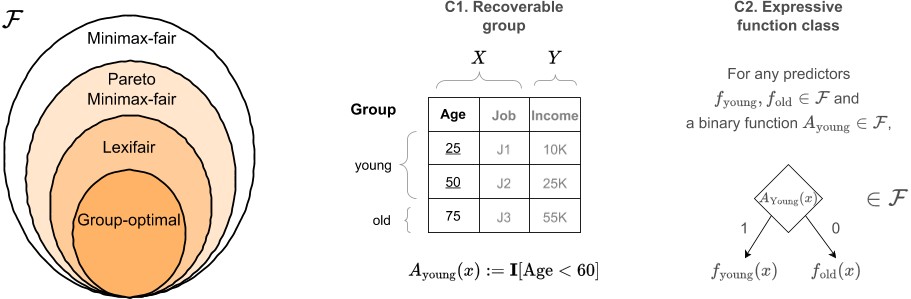 𝓕
Minimax-fair
Pareto
Minimax-fair
Lexifair
Group-optimal
C1. Recoverable
group
X Y
Group
Age Job Income
young
25 J1 10K
50 J2 25K
old
75 J3 55K
A_young(x) := I[Age < 60]
C2. Expressive
function class
For any predictors
f_young, f_old ∈ 𝓕 and
a binary function A_young ∈ 𝓕,
A_Young(x) ∈ 𝓕
1 0
f_young(x) f_old(x)